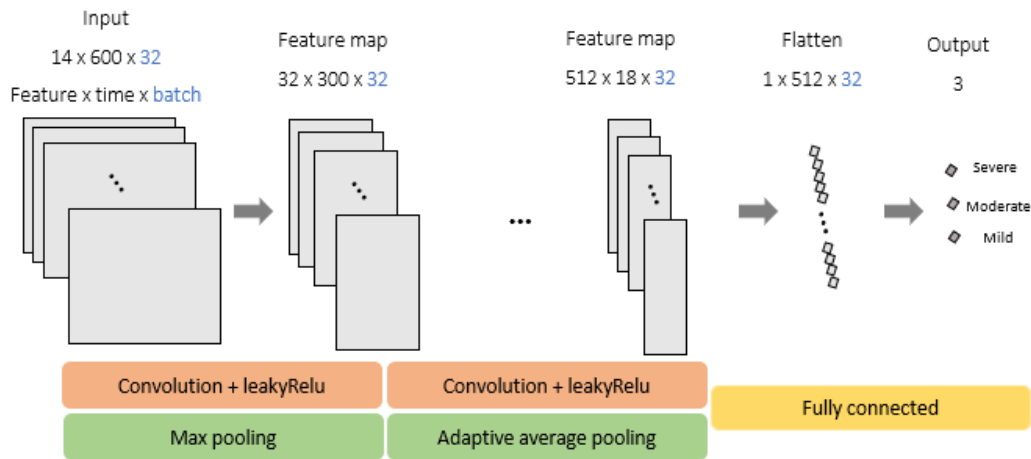 Input
14 x 600 x 32
Feature x time x batch
Feature map
32 x 300 x 32
Feature map
512 x 18 x 32
Flatten
1 x 512 x 32
Output
3
Severe
Moderate
Mild
Convolution + leakyRelu
Convolution + leakyRelu
Max pooling
Adaptive average pooling
Fully connected